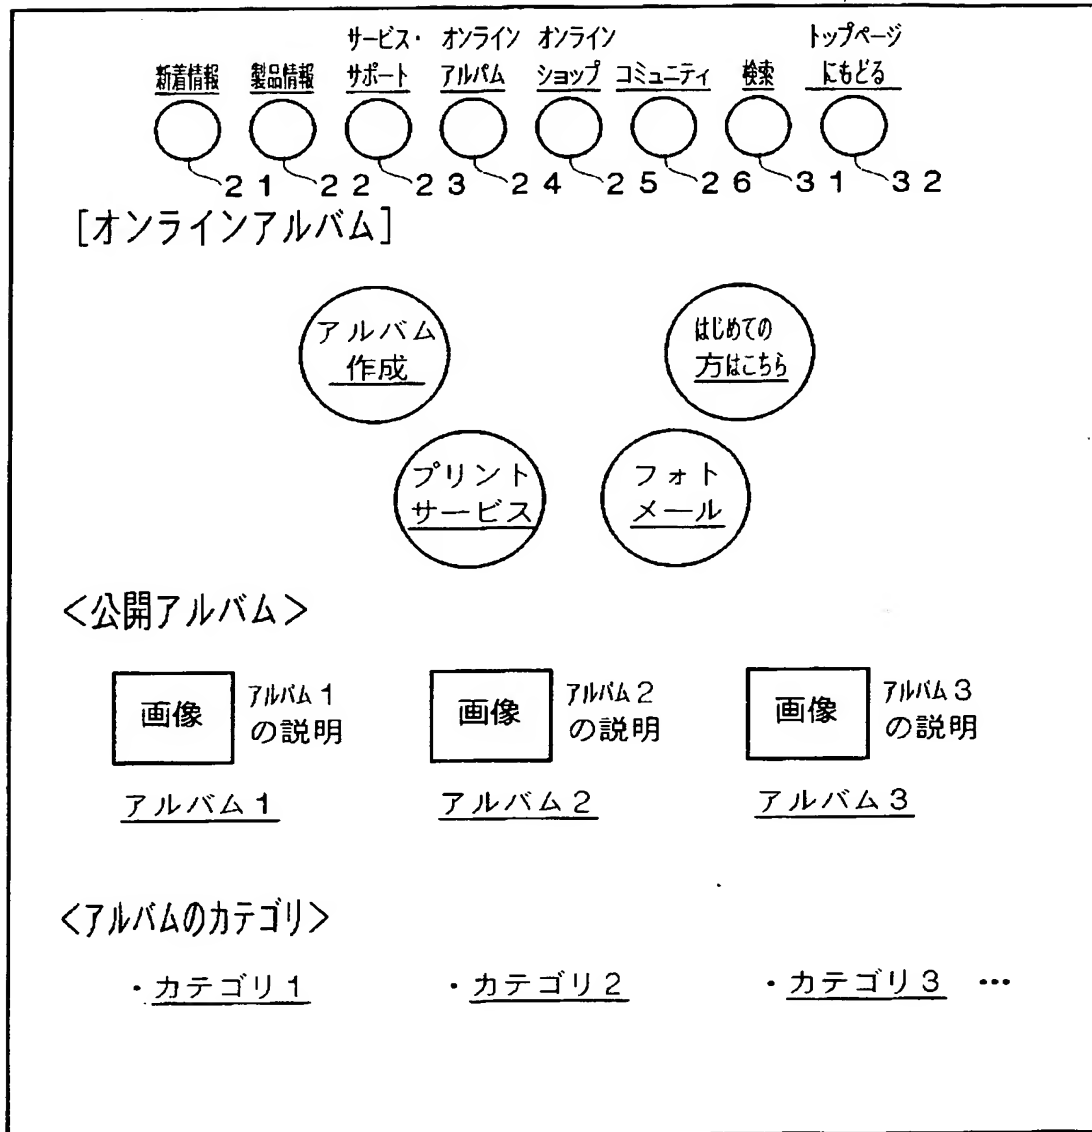 サービス・ オンライン オンライン トップページ
新着情報 製品情報 サポート アルバム ショップ コミュニティ 検索 にもどる
21 22 23 24 25 26 31 32
[オンラインアルバム]
アルバム はじめての
作成 方はこちら
プリント フォト
サービス メール
＜公開アルバム＞
画像 アルバム1 画像 アルバム2 画像 アルバム3
の説明 の説明 の説明
アルバム1 アルバム2 アルバム3
＜アルバムのカテゴリ＞
・カテゴリ1 ・カテゴリ2 ・カテゴリ3 …